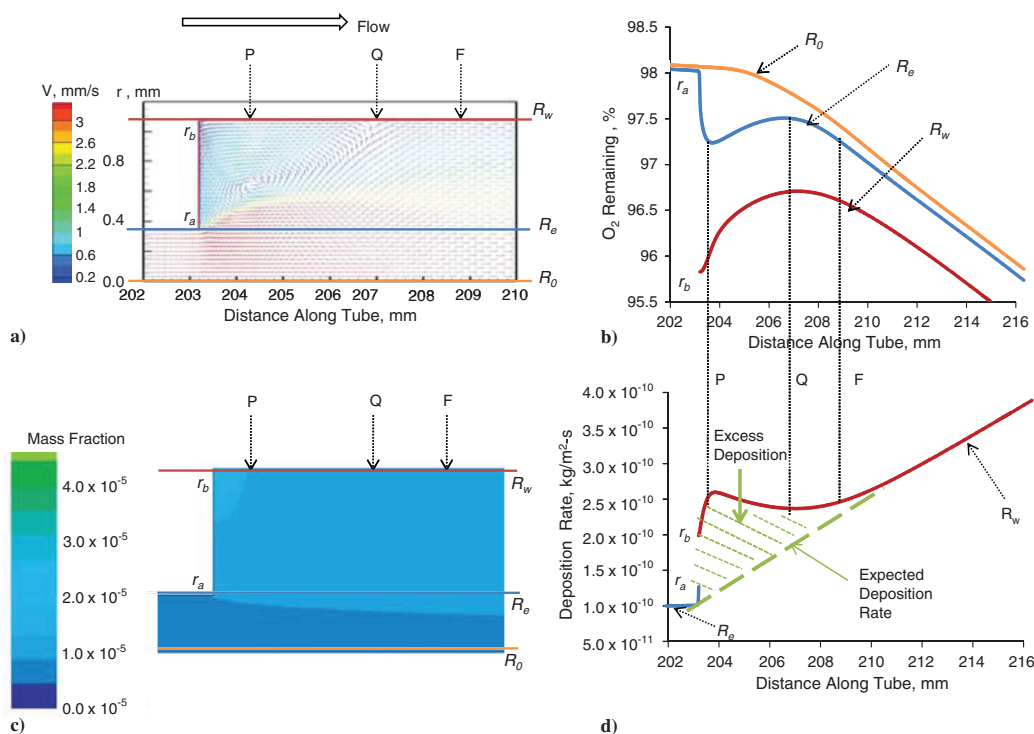 Flow
P Q F
V, mm/s r , mm
3
2.6
2.2
1.8
1.4
1
0.6
0.2
0.8
0.4
0.0
r_b
r_a
R_w
R_e
R_0
202 203 204 205 206 207 208 209 210
Distance Along Tube, mm
a)
98.5
98
97.5
97
96.5
96
95.5
O2 Remaining , %
R_0
R_e
R_w
r_a
r_b
202 204 206 208 210 212 214 216
Distance Along Tube, mm
b)
P Q F
P Q F
Mass Fraction
4.0 x 10-5
3.0 x 10-5
2.0 x 10-5
1.0 x 10-5
0.0 x 10-5
r_b
r_a
R_w
R_e
R_0
c)
4.0 x 10-10
3.5 x 10-10
3.0 x 10-10
2.5 x 10-10
2.0 x 10-10
1.5 x 10-10
1.0 x 10-10
5.0 x 10-11
Deposition Rate, kg/m2-s
Excess
Deposition
r_b
r_a
R_e
R_w
Expected
Deposition
Rate
202 204 206 208 210 212 214 216
Distance Along Tube, mm
d)